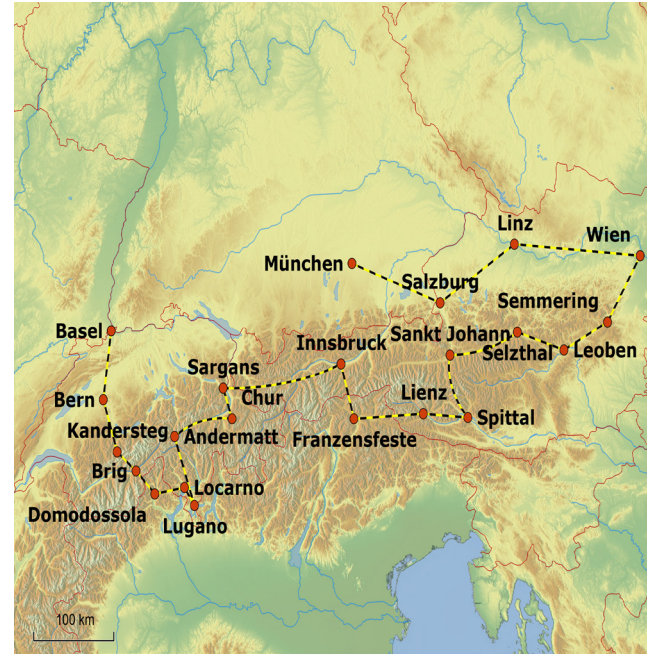 Linz
Wien
München
Salzburg
Semmering
Basel
Sankt Johann
Innsbruck
Selzthal
Leoben
Sargans
Chur
Bern
Lienz
Spittal
Kandersteg
Andermatt
Franzensfeste
Brig
Locarno
Domodossola
Lugano
100 km